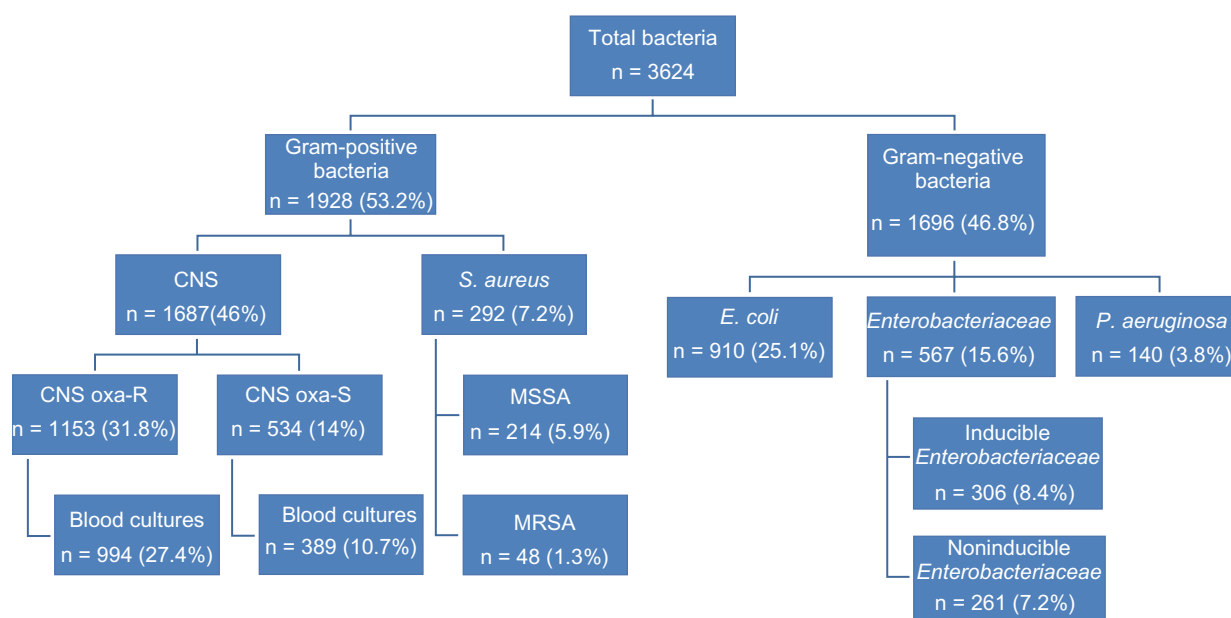 Total bacteria
n = 3624
Gram-positive
bacteria
n = 1928 (53.2%)
Gram-negative
bacteria
n = 1696 (46.8%)
CNS
n = 1687(46%)
S. aureus
n = 292 (7.2%)
E. coli
n = 910 (25.1%)
Enterobacteriaceae
n = 567 (15.6%)
P. aeruginosa
n = 140 (3.8%)
CNS oxa-R
n = 1153 (31.8%)
CNS oxa-S
n = 534 (14%)
MSSA
n = 214 (5.9%)
Inducible
Enterobacteriaceae
n = 306 (8.4%)
Blood cultures
n = 994 (27.4%)
Blood cultures
n = 389 (10.7%)
MRSA
n = 48 (1.3%)
Noninducible
Enterobacteriaceae
n = 261 (7.2%)